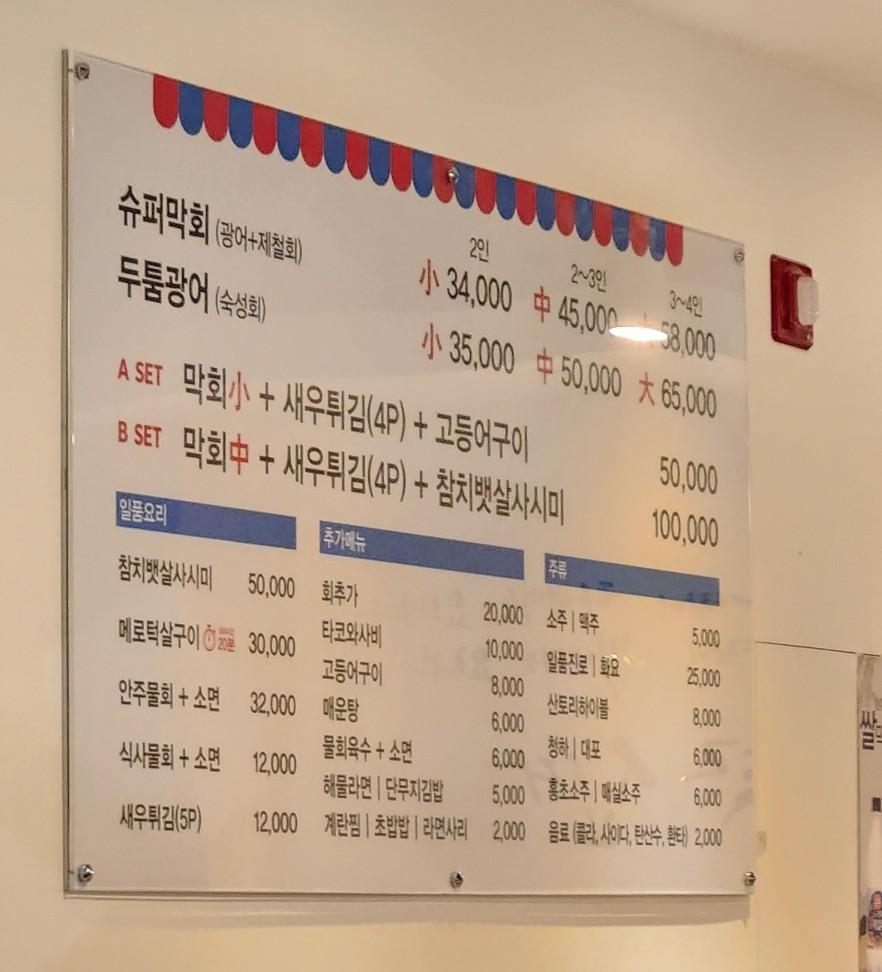 2인 2~3인 3~4인
슈퍼막회 (광어+제철회) 小 34,000 中 45,000 大 58,000
두툼광어 (숙성회) 小 35,000 中 50,000 大 65,000
A SET 막회小 + 새우튀김(4P) + 고등어구이 50,000
B SET 막회中 + 새우튀김(4P) + 참치뱃살사시미 100,000
일품요리
참치뱃살사시미 50,000
메로턱살구이 20분 30,000
안주물회 + 소면 32,000
식사물회 + 소면 12,000
새우튀김(5P) 12,000
추가메뉴
회추가 20,000
타코와사비 10,000
고등어구이 8,000
매운탕 6,000
물회육수 + 소면 6,000
해물라면 | 단무지김밥 5,000
계란찜 | 초밥밥 | 라면사리 2,000
주류
소주 | 맥주 5,000
일품진로 | 화요 25,000
산토리하이볼 8,000
청하 | 대포 6,000
홍초소주 | 매실소주 6,000
음료 (콜라, 사이다, 탄산수, 환타) 2,000
쌀